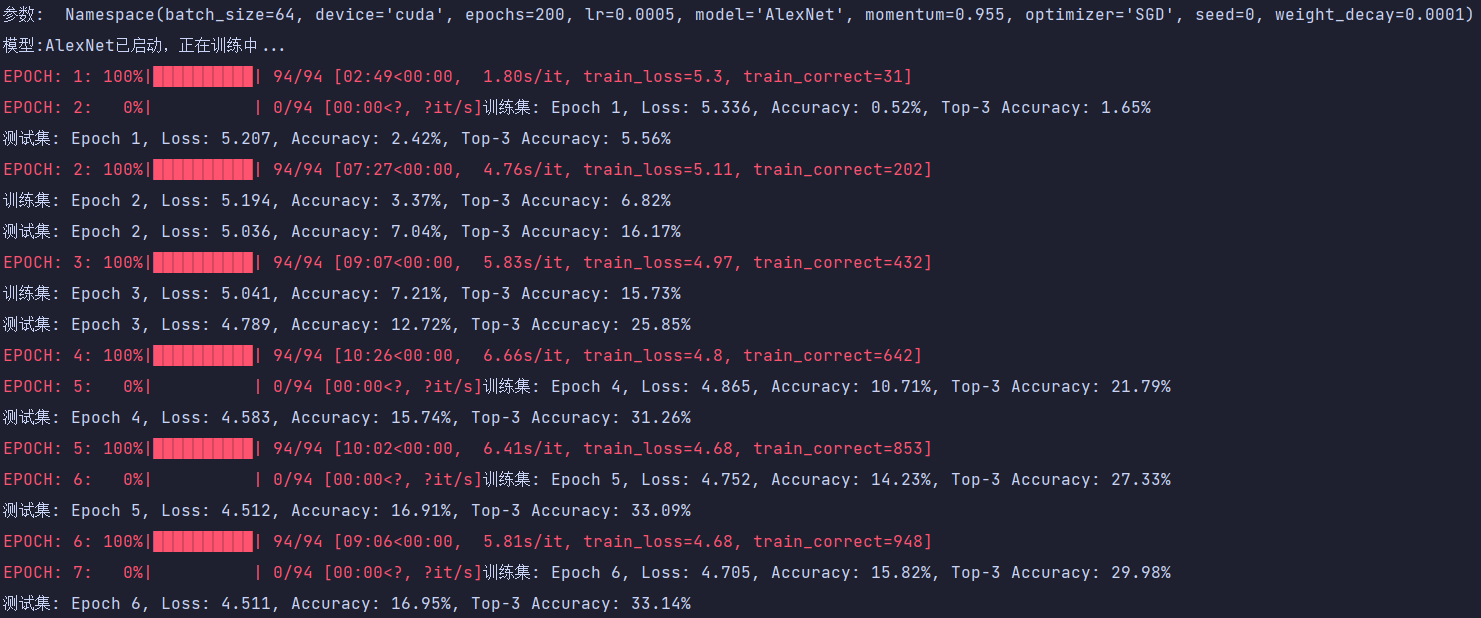 参数:  Namespace(batch_size=64, device='cuda', epochs=200, lr=0.0005, model='AlexNet', momentum=0.955, optimizer='SGD', seed=0, weight_decay=0.0001)
模型:AlexNet已启动，正在训练中...
EPOCH: 1: 100%|██████████| 94/94 [02:49<00:00,  1.80s/it, train_loss=5.3, train_correct=31]
EPOCH: 2:   0%|          | 0/94 [00:00<?, ?it/s]训练集: Epoch 1, Loss: 5.336, Accuracy: 0.52%, Top-3 Accuracy: 1.65%
测试集: Epoch 1, Loss: 5.207, Accuracy: 2.42%, Top-3 Accuracy: 5.56%
EPOCH: 2: 100%|██████████| 94/94 [07:27<00:00,  4.76s/it, train_loss=5.11, train_correct=202]
训练集: Epoch 2, Loss: 5.194, Accuracy: 3.37%, Top-3 Accuracy: 6.82%
测试集: Epoch 2, Loss: 5.036, Accuracy: 7.04%, Top-3 Accuracy: 16.17%
EPOCH: 3: 100%|██████████| 94/94 [09:07<00:00,  5.83s/it, train_loss=4.97, train_correct=432]
训练集: Epoch 3, Loss: 5.041, Accuracy: 7.21%, Top-3 Accuracy: 15.73%
测试集: Epoch 3, Loss: 4.789, Accuracy: 12.72%, Top-3 Accuracy: 25.85%
EPOCH: 4: 100%|██████████| 94/94 [10:26<00:00,  6.66s/it, train_loss=4.8, train_correct=642]
EPOCH: 5:   0%|          | 0/94 [00:00<?, ?it/s]训练集: Epoch 4, Loss: 4.865, Accuracy: 10.71%, Top-3 Accuracy: 21.79%
测试集: Epoch 4, Loss: 4.583, Accuracy: 15.74%, Top-3 Accuracy: 31.26%
EPOCH: 5: 100%|██████████| 94/94 [10:02<00:00,  6.41s/it, train_loss=4.68, train_correct=853]
EPOCH: 6:   0%|          | 0/94 [00:00<?, ?it/s]训练集: Epoch 5, Loss: 4.752, Accuracy: 14.23%, Top-3 Accuracy: 27.33%
测试集: Epoch 5, Loss: 4.512, Accuracy: 16.91%, Top-3 Accuracy: 33.09%
EPOCH: 6: 100%|██████████| 94/94 [09:06<00:00,  5.81s/it, train_loss=4.68, train_correct=948]
EPOCH: 7:   0%|          | 0/94 [00:00<?, ?it/s]训练集: Epoch 6, Loss: 4.705, Accuracy: 15.82%, Top-3 Accuracy: 29.98%
测试集: Epoch 6, Loss: 4.511, Accuracy: 16.95%, Top-3 Accuracy: 33.14%